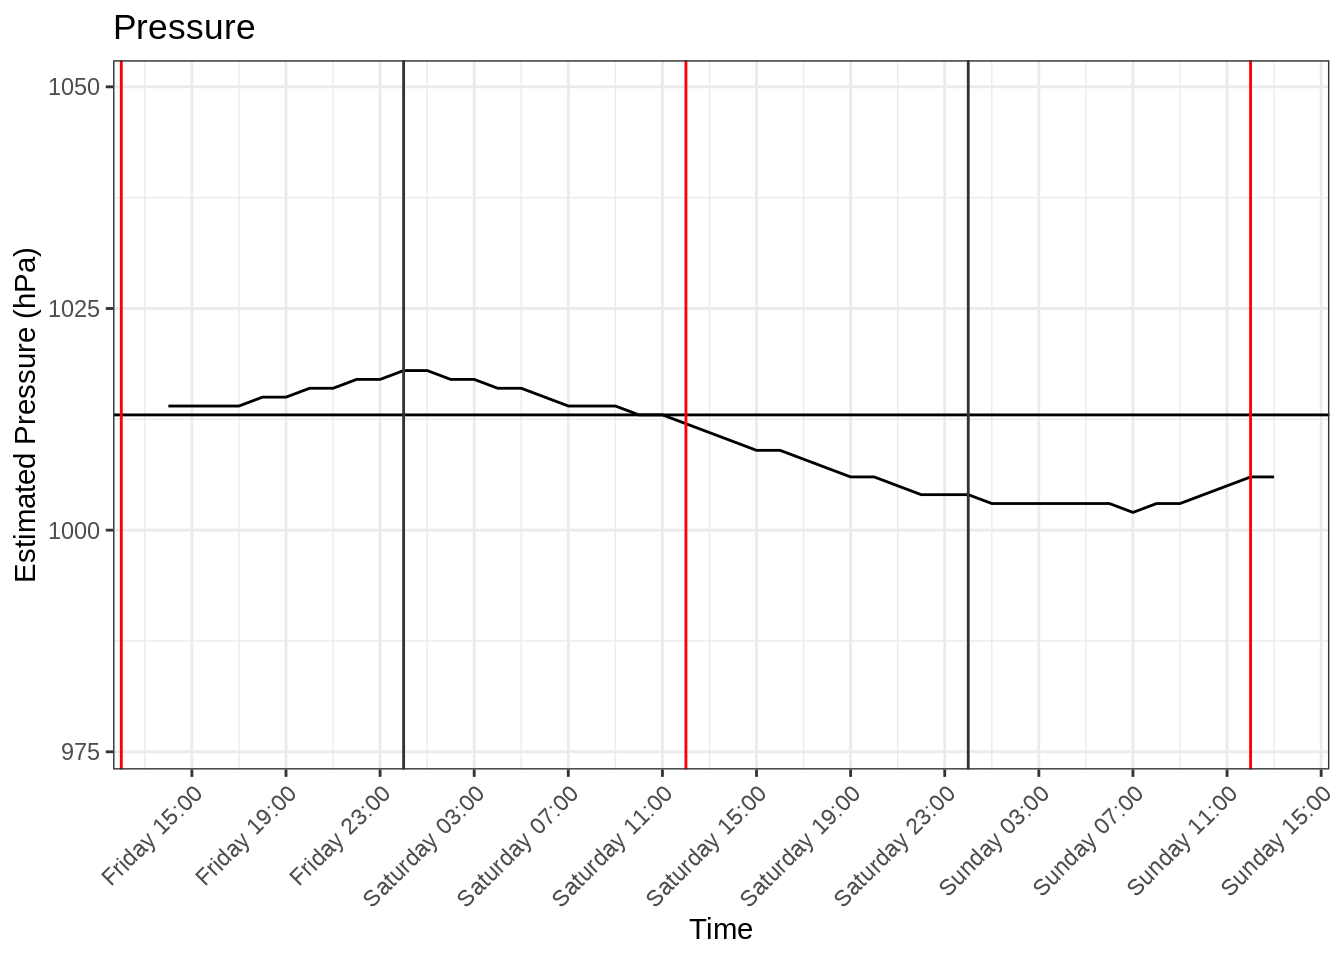 Pressure
Estimated Pressure (hPa)
1050
1025
1000
975
Friday 15:00
Friday 19:00
Friday 23:00
Saturday 03:00
Saturday 07:00
Saturday 11:00
Saturday 15:00
Saturday 19:00
Saturday 23:00
Sunday 03:00
Sunday 07:00
Sunday 11:00
Sunday 15:00
Time